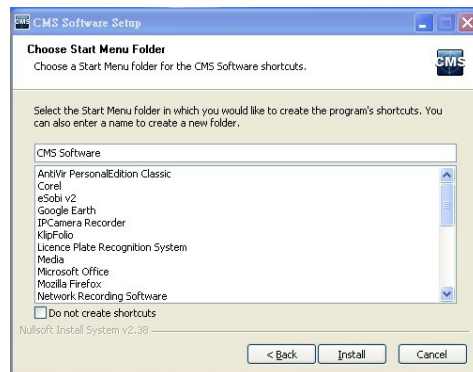 CMS Software Setup
Choose Start Menu Folder
Choose a Start Menu folder for the CMS Software shortcuts.
CMS
Select the Start Menu folder in which you would like to create the program's shortcuts. You
can also enter a name to create a new folder.
CMS Software
AntiVir PersonalEdition Classic
Corel
eSobi v2
Google Earth
IPCamera Recorder
KlipFolio
Licence Plate Recognition System
Media
Microsoft Office
Mozilla Firefox
Network Recording Software
Do not create shortcuts
Nullsoft Install System v2.38
< Back
Install
Cancel